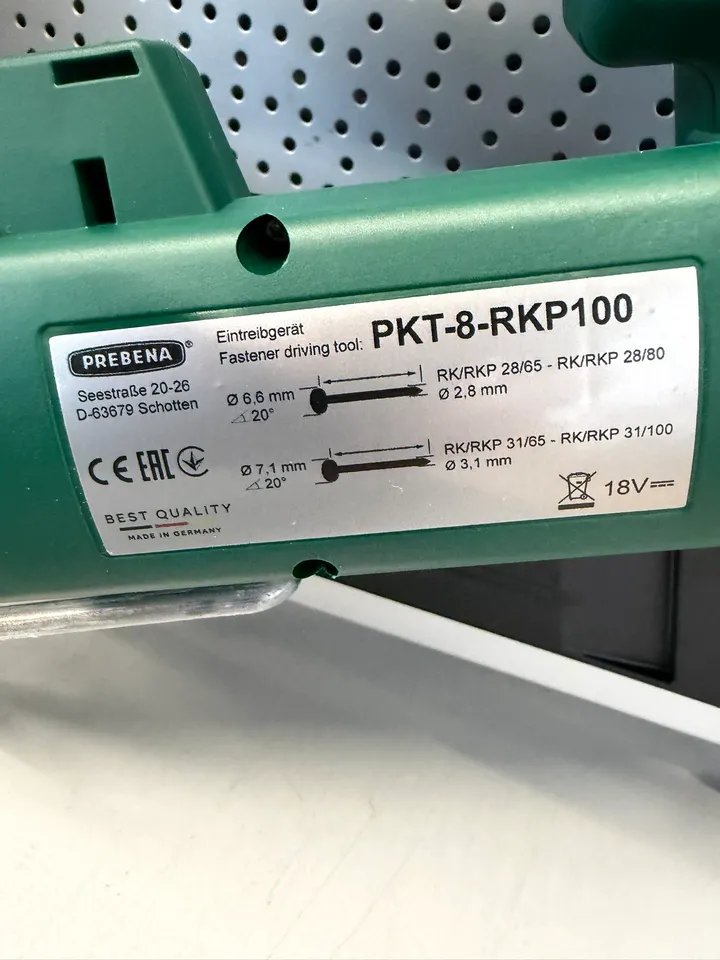 PREBENA®
Seestraße 20-26
D-63679 Schotten
Eintreibgerät
Fastener driving tool: PKT-8-RKP100
Ø 6,6 mm
∠ 20°
RK/RKP 28/65 - RK/RKP 28/80
Ø 2,8 mm
Ø 7,1 mm
∠ 20°
RK/RKP 31/65 - RK/RKP 31/100
Ø 3,1 mm
CE EAC
BEST QUALITY
MADE IN GERMANY
18V⎓